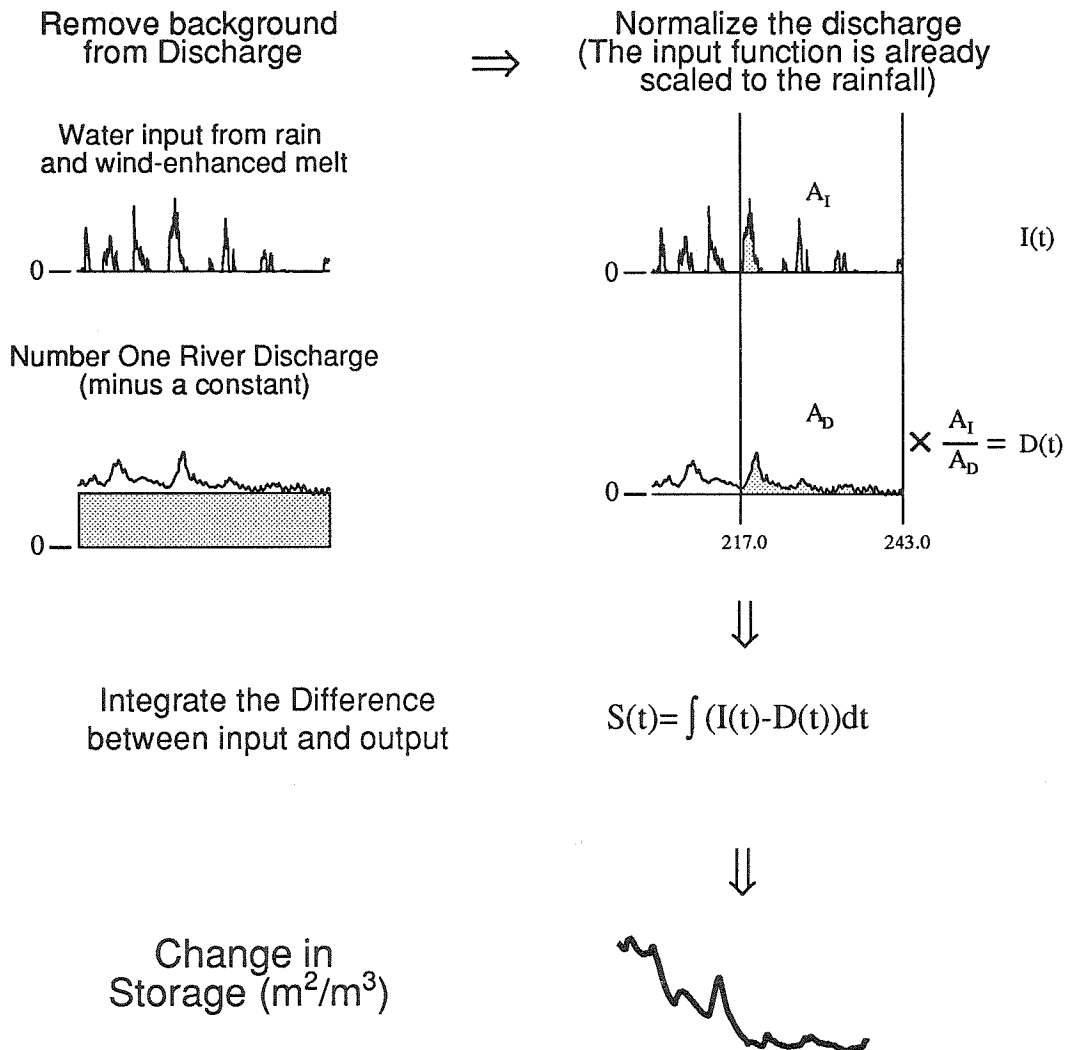 Remove background
from Discharge
⇒
Normalize the discharge
(The input function is already
scaled to the rainfall)
Water input from rain
and wind-enhanced melt
0
A_I
0
I(t)
Number One River Discharge
(minus a constant)
0
A_D
0
× A_I/A_D = D(t)
217.0
243.0
⇓
Integrate the Difference
between input and output
S(t)= ∫ (I(t)-D(t))dt
⇓
Change in
Storage (m²/m³)